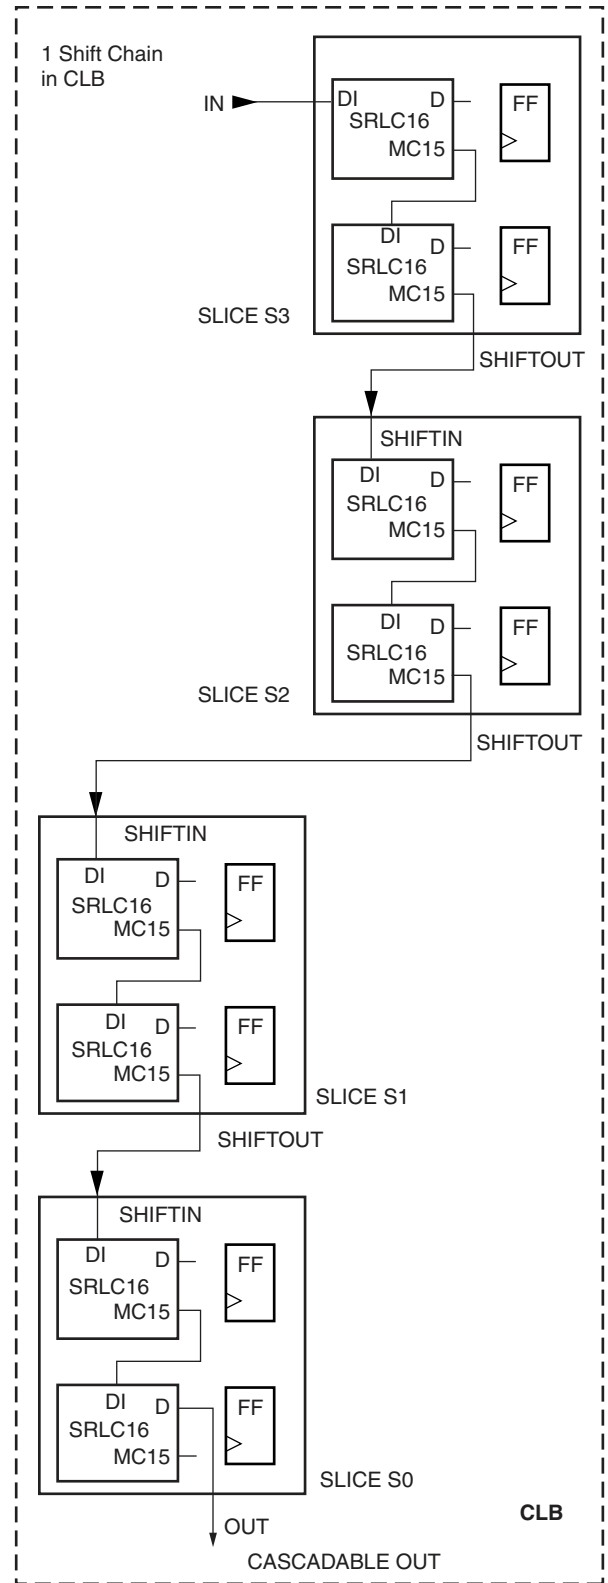 1 Shift Chain
in CLB
IN
DI
D
SRLC16
MC15
FF
DI
D
SRLC16
MC15
FF
SLICE S3
SHIFTOUT
SHIFTIN
DI
D
SRLC16
MC15
FF
DI
D
SRLC16
MC15
FF
SLICE S2
SHIFTOUT
SHIFTIN
DI
D
SRLC16
MC15
FF
DI
D
SRLC16
MC15
FF
SLICE S1
SHIFTOUT
SHIFTIN
DI
D
SRLC16
MC15
FF
DI
D
SRLC16
MC15
FF
SLICE S0
CLB
OUT
CASCADABLE OUT